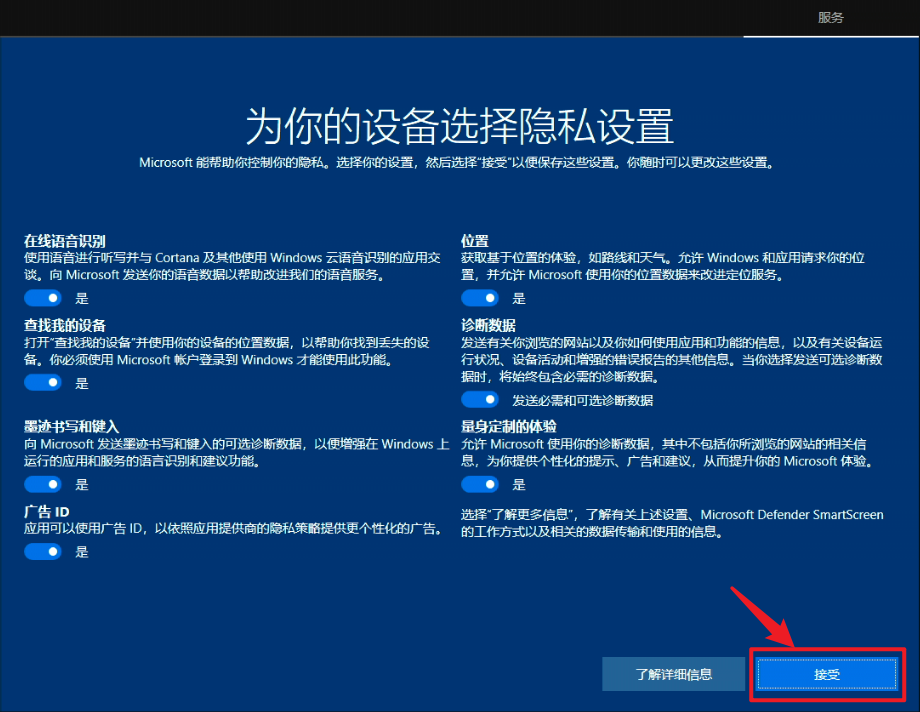 服务
为你的设备选择隐私设置
Microsoft 能帮助你控制你的隐私。选择你的设置，然后选择“接受”以便保存这些设置。你随时可以更改这些设置。
在线语音识别
使用语音进行听写并与 Cortana 及其他使用 Windows 云语音识别的应用交
谈。向 Microsoft 发送你的语音数据以帮助改进我们的语音服务。
是
查找我的设备
打开“查找我的设备”并使用你的设备的位置数据，以帮助你找到丢失的设
备。你必须使用 Microsoft 帐户登录到 Windows 才能使用此功能。
是
墨迹书写和键入
向 Microsoft 发送墨迹书写和键入的可选诊断数据，以便增强在 Windows 上
运行的应用和服务的语言识别和建议功能。
是
广告 ID
应用可以使用广告 ID，以依照应用提供商的隐私策略提供更个性化的广告。
是
位置
获取基于位置的体验，如路线和天气。允许 Windows 和应用请求你的位
置，并允许 Microsoft 使用你的位置数据来改进定位服务。
是
诊断数据
发送有关你浏览的网站以及你如何使用应用和功能的信息，以及有关设备运
行状况、设备活动和增强的错误报告的其他信息。当你选择发送可选诊断数
据时，将始终包含必需的诊断数据。
发送必需和可选诊断数据
量身定制的体验
允许 Microsoft 使用你的诊断数据，其中不包括你所浏览的网站的相关信
息，为你提供个性化的提示、广告和建议，从而提升你的 Microsoft 体验。
是
选择“了解更多信息”，了解有关上述设置、Microsoft Defender SmartScreen
的工作方式以及相关的数据传输和使用的信息。
了解详细信息
接受